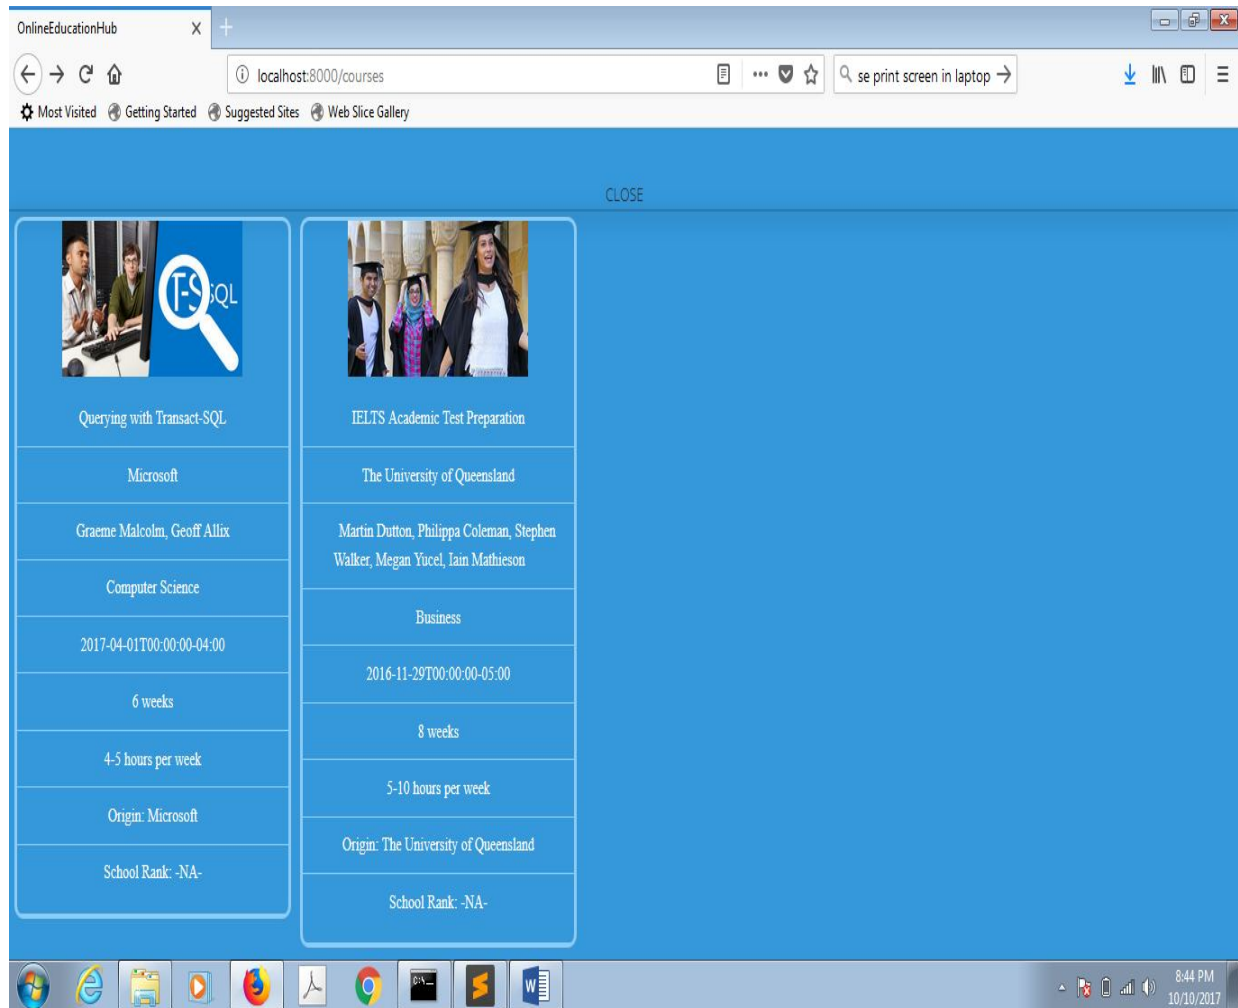 OnlineEducationHub
localhost:8000/courses
se print screen in laptop
Most Visited Getting Started Suggested Sites Web Slice Gallery
CLOSE
T-SQL
Querying with Transact-SQL
Microsoft
Graeme Malcolm, Geoff Allix
Computer Science
2017-04-01T00:00:00-04:00
6 weeks
4-5 hours per week
Origin: Microsoft
School Rank: -NA-
IELTS Academic Test Preparation
The University of Queensland
Martin Dutton, Philippa Coleman, Stephen
Walker, Megan Yucel, Iain Mathieson
Business
2016-11-29T00:00:00-05:00
8 weeks
5-10 hours per week
Origin: The University of Queensland
School Rank: -NA-
8:44 PM
10/10/2017